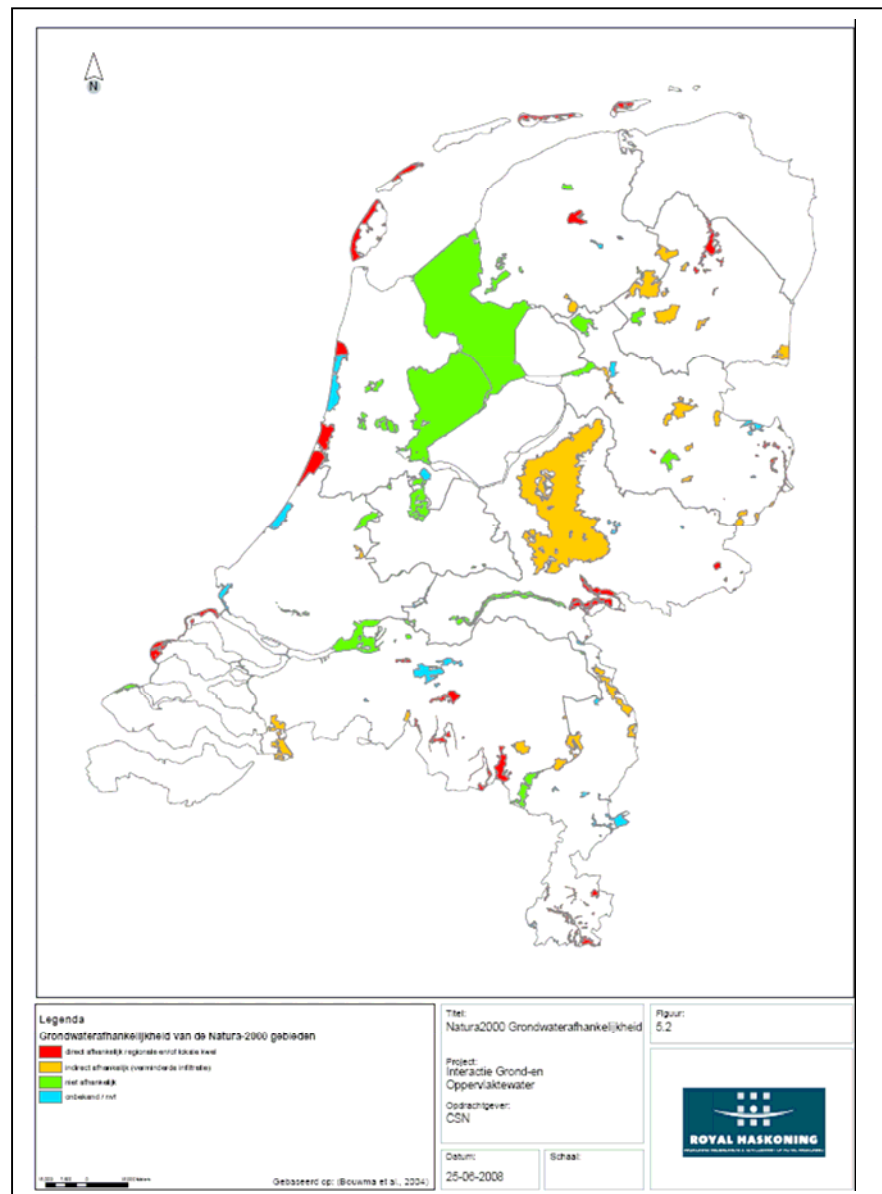 N
Legenda
Grondwaterafhankelijkheid van de Natura-2000 gebieden
direct afhankelijk regionale en/of lokale kwel
indirect afhankelijk (verminderde infiltratie)
niet afhankelijk
onbekend / nvt
Gebaseerd op: (Bouwma et al., 2004)
Titel:
Natura2000 Grondwaterafhankelijkheid
Project:
Interactie Grond-en
Oppervlaktewater
Opdrachtgever:
CSN
Datum:
25-06-2008
Schaal:
Figuur:
5.2
ROYAL HASKONING